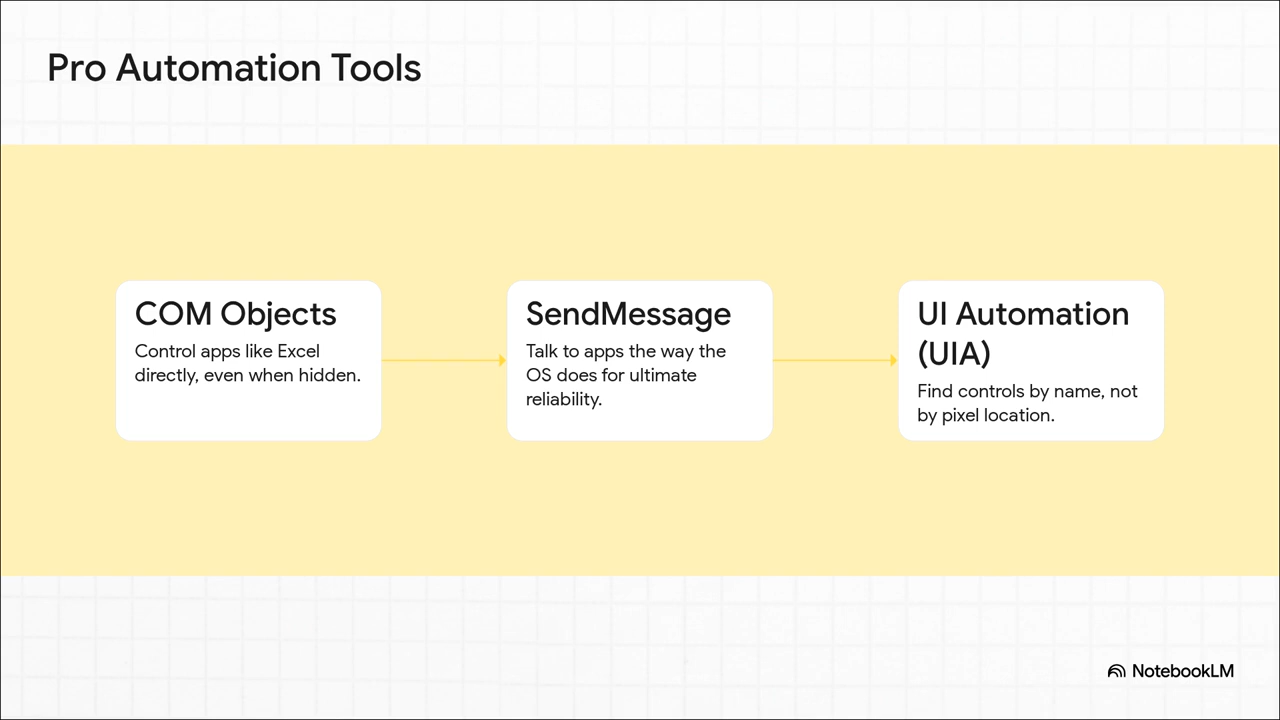 Pro Automation Tools
COM Objects
Control apps like Excel
directly, even when hidden.
SendMessage
Talk to apps the way the
OS does for ultimate
reliability.
UI Automation
(UIA)
Find controls by name, not
by pixel location.
NotebookLM